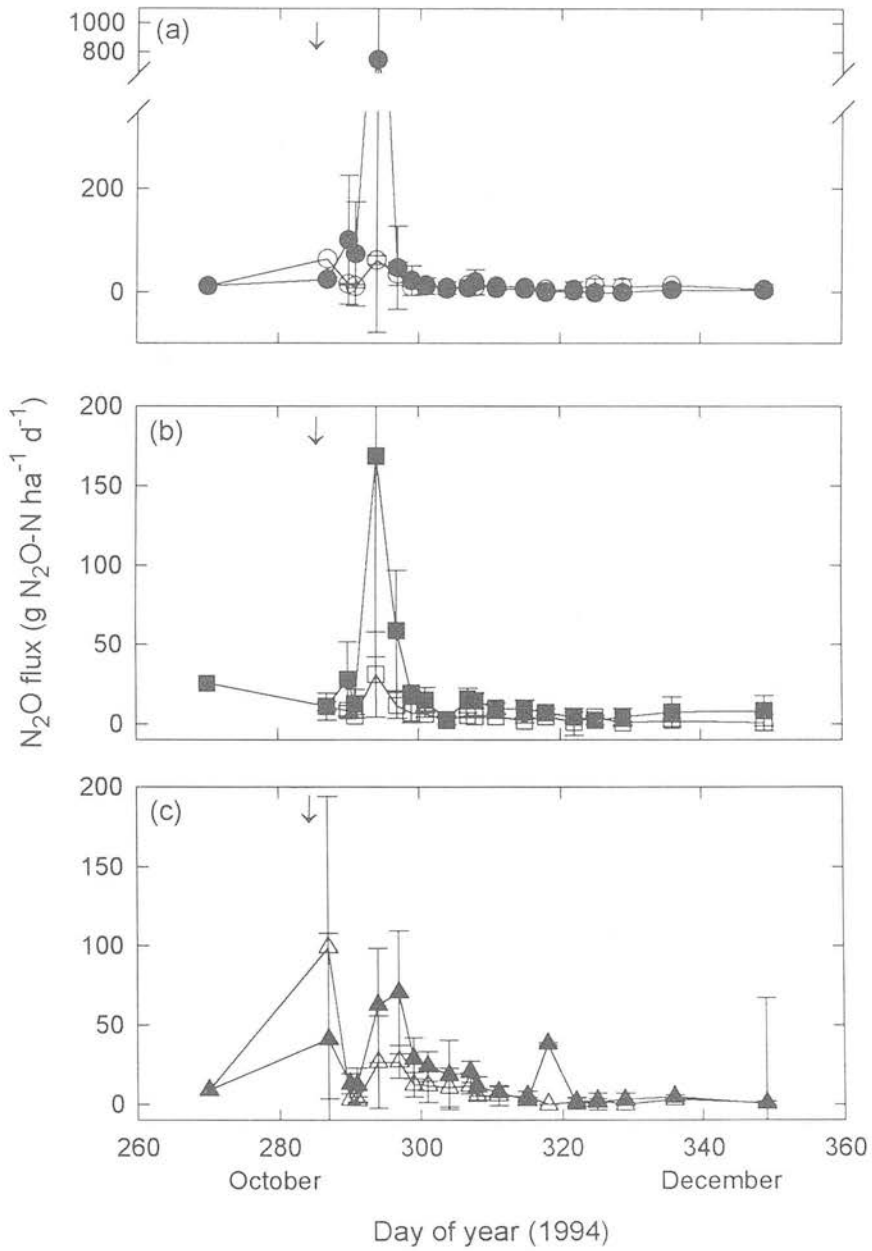 (a)
1000
800
200
0
(b)
200
150
100
50
0
(c)
200
150
100
50
0
N₂O flux (g N₂O-N ha⁻¹ d⁻¹)
260 280 300 320 340 360
October December
Day of year (1994)